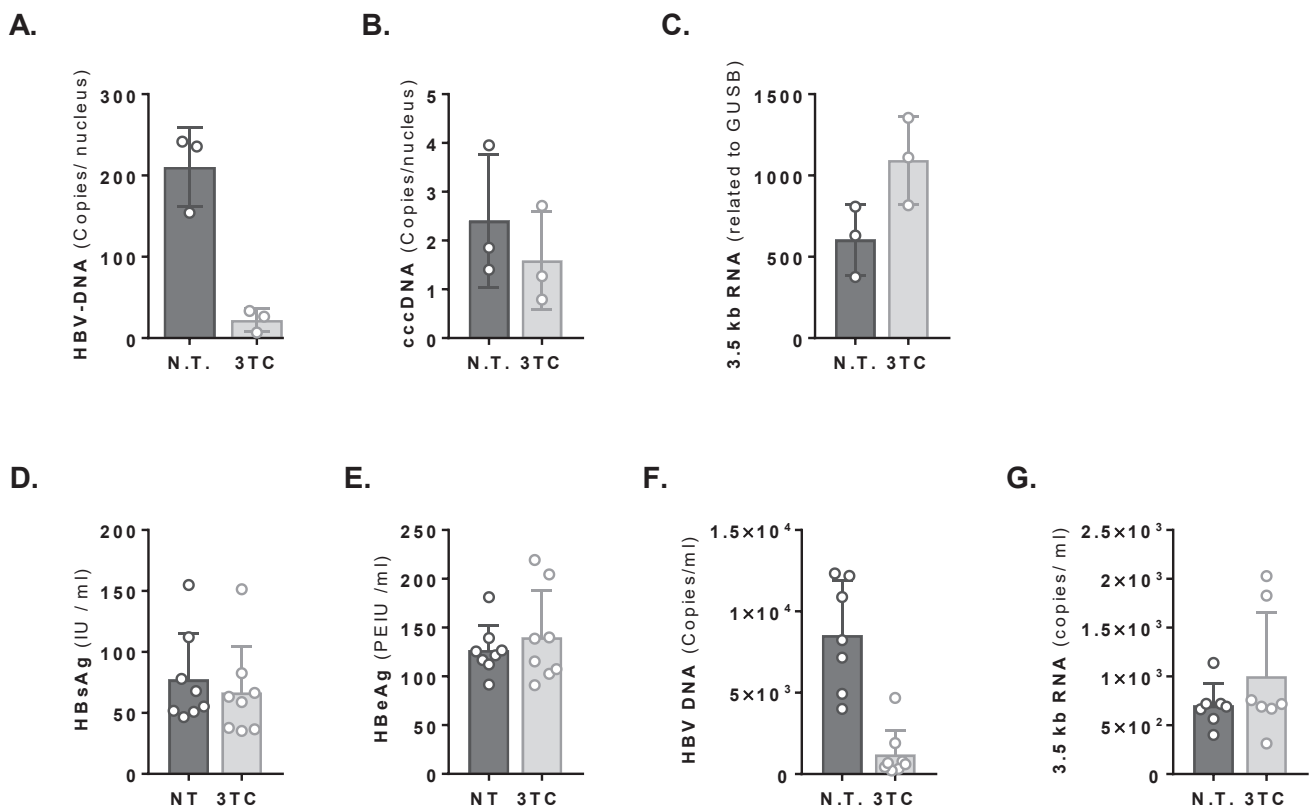 A.
B.
C.
HBV-DNA (Copies/ nucleus)
300
200
100
0
N.T. 3TC
cccDNA (Copies/nucleus)
5
4
3
2
1
0
N.T. 3TC
3.5 kb RNA (related to GUSB)
1500
1000
500
0
N.T. 3TC
D.
E.
F.
G.
HBsAg (IU / ml)
200
150
100
50
0
NT 3TC
HBeAg (PEIU /ml)
250
200
150
100
50
0
NT 3TC
HBV DNA (Copies/ml)
1.5×10⁴
1×10⁴
5×10³
0
N.T. 3TC
3.5 kb RNA (copies/ ml)
2.5×10³
2×10³
1.5×10³
1×10³
5×10²
0
N.T. 3TC